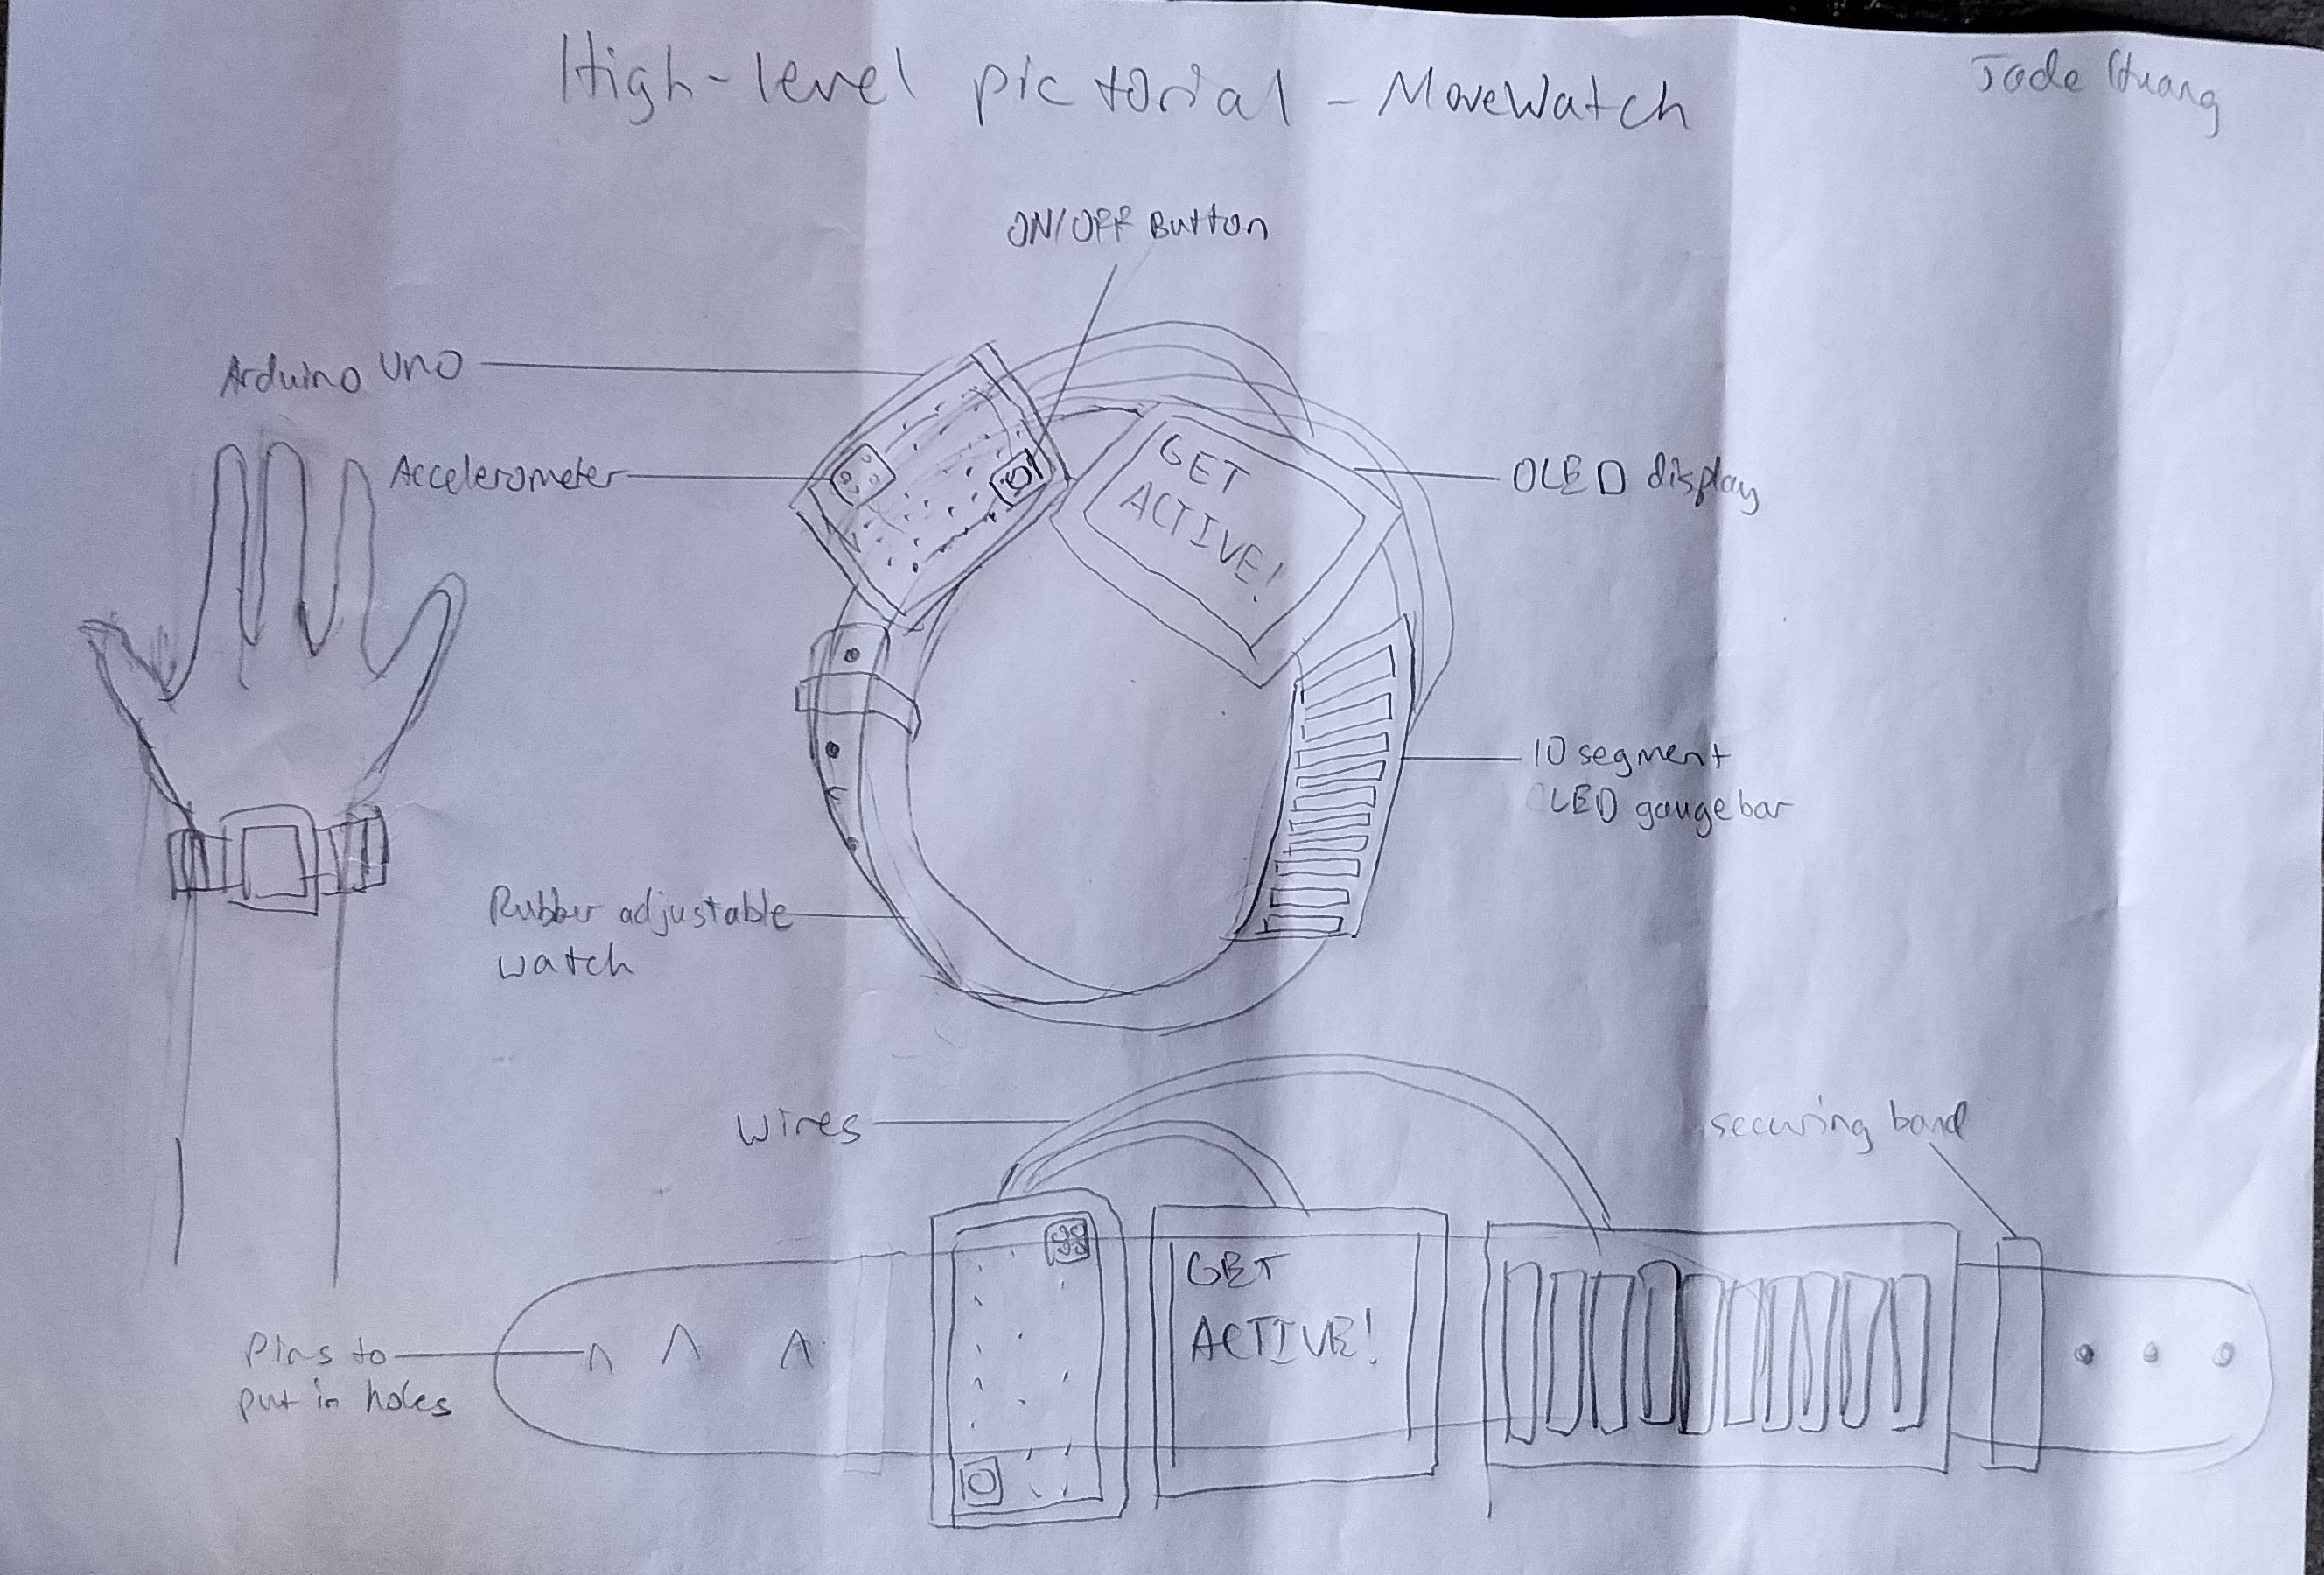 High-level pictorial - MoveWatch
Jade Huang
ON/OFF Button
Arduino UNO
Accelerometer
GET
ACTIVE!
OLED display
10 segment
LED gauge bar
Rubber adjustable
watch
Wires
securing band
GET
ACTIVE!
Pins to
put in holes